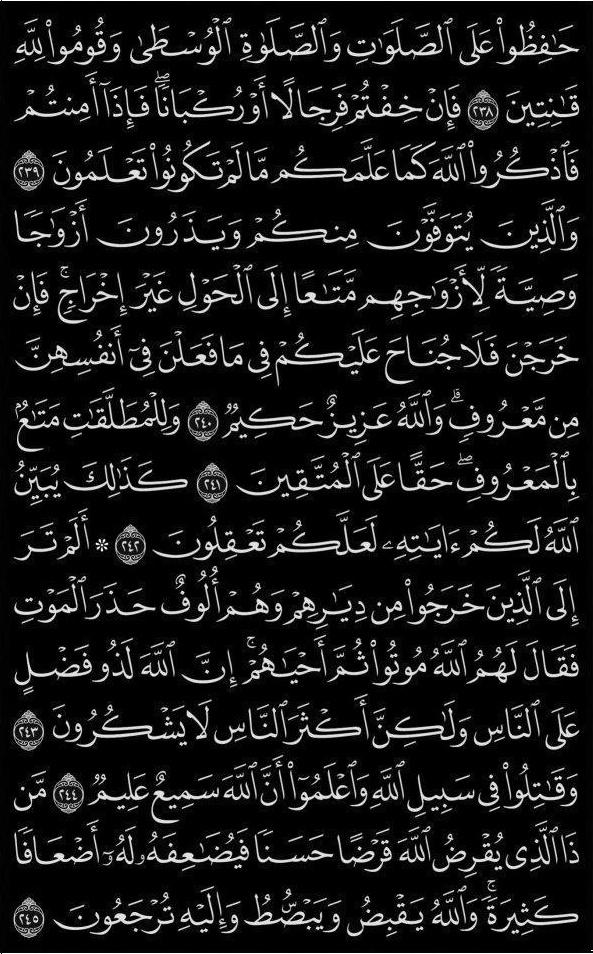 حَـٰفِظُوا۟ عَلَى ٱلصَّلَوَٰتِ وَٱلصَّلَوٰةِ ٱلْوُسْطَىٰ وَقُومُوا۟ لِلَّهِ
قَـٰنِتِينَ ٢٣٨ فَإِنْ خِفْتُمْ فَرِجَالًا أَوْ رُكْبَانًا ۖ فَإِذَآ أَمِنتُمْ
فَٱذْكُرُوا۟ ٱللَّهَ كَمَا عَلَّمَكُم مَّا لَمْ تَكُونُوا۟ تَعْلَمُونَ ٢٣٩
وَٱلَّذِينَ يُتَوَفَّوْنَ مِنكُمْ وَيَذَرُونَ أَزْوَٰجًا
وَصِيَّةً لِّأَزْوَٰجِهِم مَّتَـٰعًا إِلَى ٱلْحَوْلِ غَيْرَ إِخْرَاجٍ ۚ فَإِنْ
خَرَجْنَ فَلَا جُنَاحَ عَلَيْكُمْ فِى مَا فَعَلْنَ فِىٓ أَنفُسِهِنَّ
مِن مَّعْرُوفٍ ۗ وَٱللَّهُ عَزِيزٌ حَكِيمٌ ٢٤٠ وَلِلْمُطَلَّقَـٰتِ مَتَـٰعٌۢ
بِٱلْمَعْرُوفِ ۖ حَقًّا عَلَى ٱلْمُتَّقِينَ ٢٤١ كَذَٰلِكَ يُبَيِّنُ
ٱللَّهُ لَكُمْ ءَايَـٰتِهِۦ لَعَلَّكُمْ تَعْقِلُونَ ٢٤٢ * أَلَمْ تَرَ
إِلَى ٱلَّذِينَ خَرَجُوا۟ مِن دِيَـٰرِهِمْ وَهُمْ أُلُوفٌ حَذَرَ ٱلْمَوْتِ
فَقَالَ لَهُمُ ٱللَّهُ مُوتُوا۟ ثُمَّ أَحْيَـٰهُمْ ۚ إِنَّ ٱللَّهَ لَذُو فَضْلٍ
عَلَى ٱلنَّاسِ وَلَـٰكِنَّ أَكْثَرَ ٱلنَّاسِ لَا يَشْكُرُونَ ٢٤٣
وَقَـٰتِلُوا۟ فِى سَبِيلِ ٱللَّهِ وَٱعْلَمُوٓا۟ أَنَّ ٱللَّهَ سَمِيعٌ عَلِيمٌ ٢٤٤ مَّن
ذَا ٱلَّذِى يُقْرِضُ ٱللَّهَ قَرْضًا حَسَنًا فَيُضَـٰعِفَهُۥ لَهُۥٓ أَضْعَافًا
كَثِيرَةً ۚ وَٱللَّهُ يَقْبِضُ وَيَبْصُۜطُ وَإِلَيْهِ تُرْجَعُونَ ٢٤٥